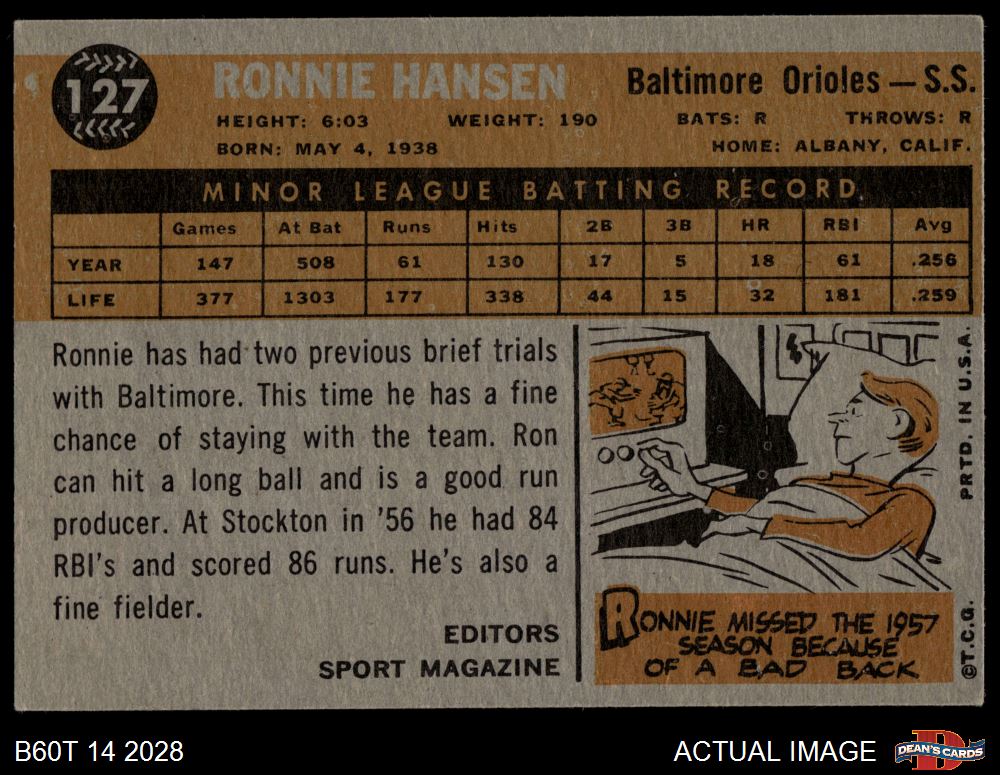 127
RONNIE HANSEN
Baltimore Orioles — S.S.
HEIGHT: 6:03 WEIGHT: 190 BATS: R THROWS: R
BORN: MAY 4, 1938 HOME: ALBANY, CALIF.
MINOR LEAGUE BATTING RECORD
Games At Bat Runs Hits 2B 3B HR RBI Avg
YEAR 147 508 61 130 17 5 18 61 .256
LIFE 377 1303 177 338 44 15 32 181 .259
Ronnie has had two previous brief trials
with Baltimore. This time he has a fine
chance of staying with the team. Ron
can hit a long ball and is a good run
producer. At Stockton in '56 he had 84
RBI's and scored 86 runs. He's also a
fine fielder.
EDITORS
SPORT MAGAZINE
RONNIE MISSED THE 1957
SEASON BECAUSE
OF A BAD BACK
©T.C.G. PRTD. IN U.S.A.
B60T 14 2028
ACTUAL IMAGE
DEAN'S CARDS